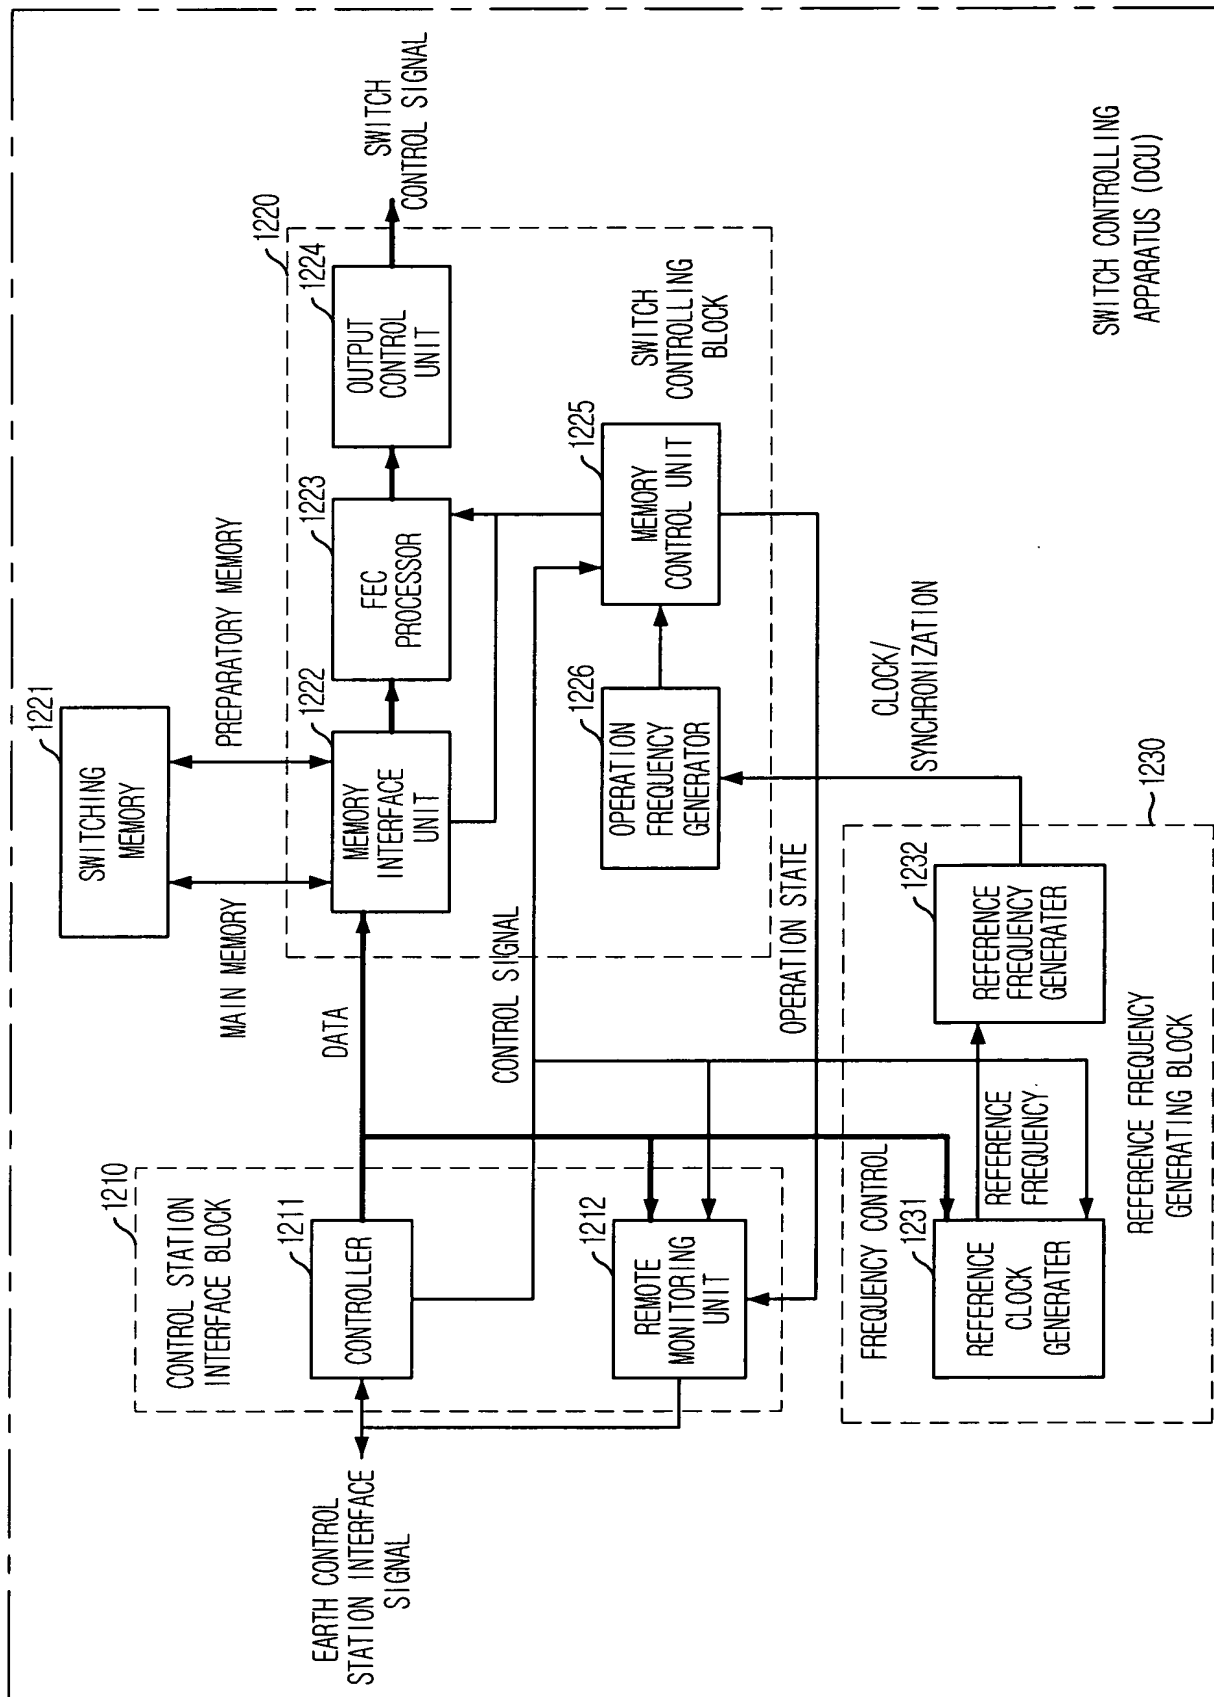 EARTH CONTROL
STATION INTERFACE
SIGNAL
CONTROL STATION
INTERFACE BLOCK
1210
CONTROLLER
1211
REMOTE
MONITORING
UNIT
1212
DATA
CONTROL SIGNAL
OPERATION STATE
FREQUENCY CONTROL
SWITCHING
MEMORY
1221
MAIN MEMORY
PREPARATORY MEMORY
MEMORY
INTERFACE
UNIT
1222
FEC
PROCESSOR
1223
OUTPUT
CONTROL
UNIT
1224
1220
SWITCH
CONTROL SIGNAL
OPERATION
FREQUENCY
GENERATOR
1226
MEMORY
CONTROL UNIT
1225
SWITCH
CONTROLLING
BLOCK
CLOCK/
SYNCHRONIZATION
REFERENCE
CLOCK
GENERATER
1231
REFERENCE
FREQUENCY
REFERENCE
FREQUENCY
GENERATER
1232
1230
REFERENCE FREQUENCY
GENERATING BLOCK
SWITCH CONTROLLING
APPARATUS (DCU)